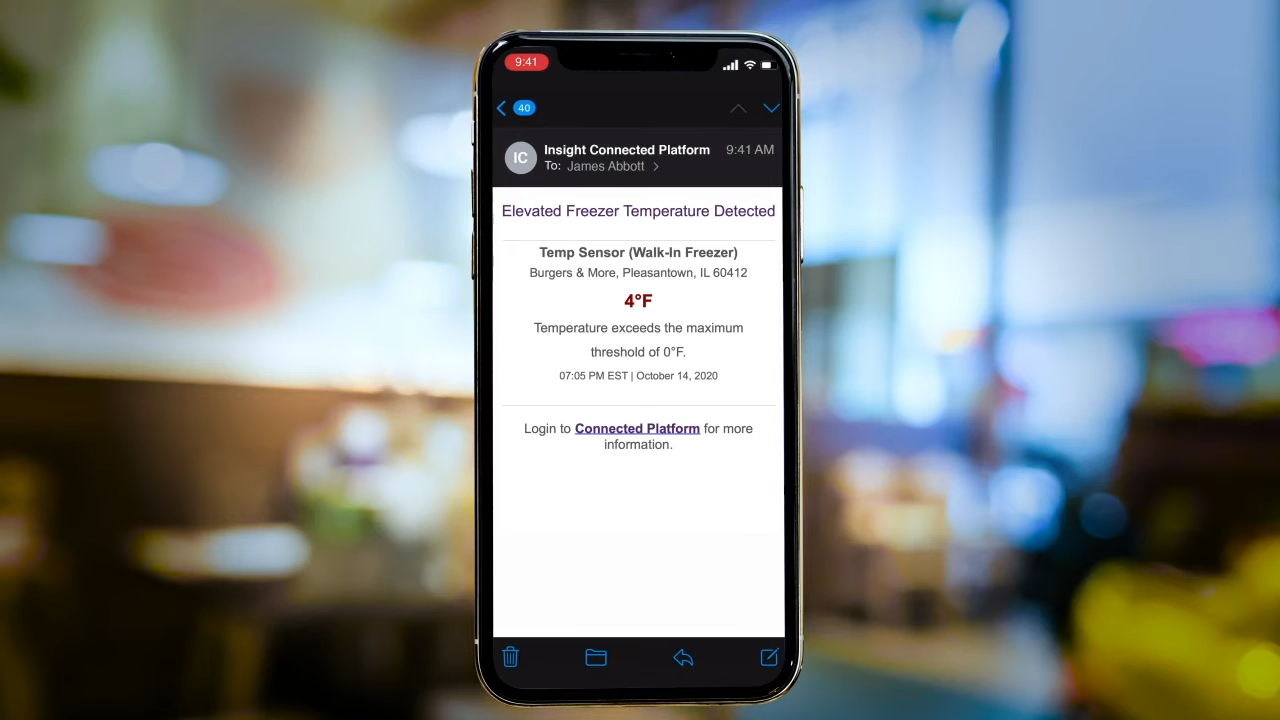 9:41
40
IC
Insight Connected Platform 9:41 AM
To: James Abbott
Elevated Freezer Temperature Detected
Temp Sensor (Walk-In Freezer)
Burgers & More, Pleasantown, IL 60412
4°F
Temperature exceeds the maximum
threshold of 0°F.
07:05 PM EST | October 14, 2020
Login to Connected Platform for more
information.